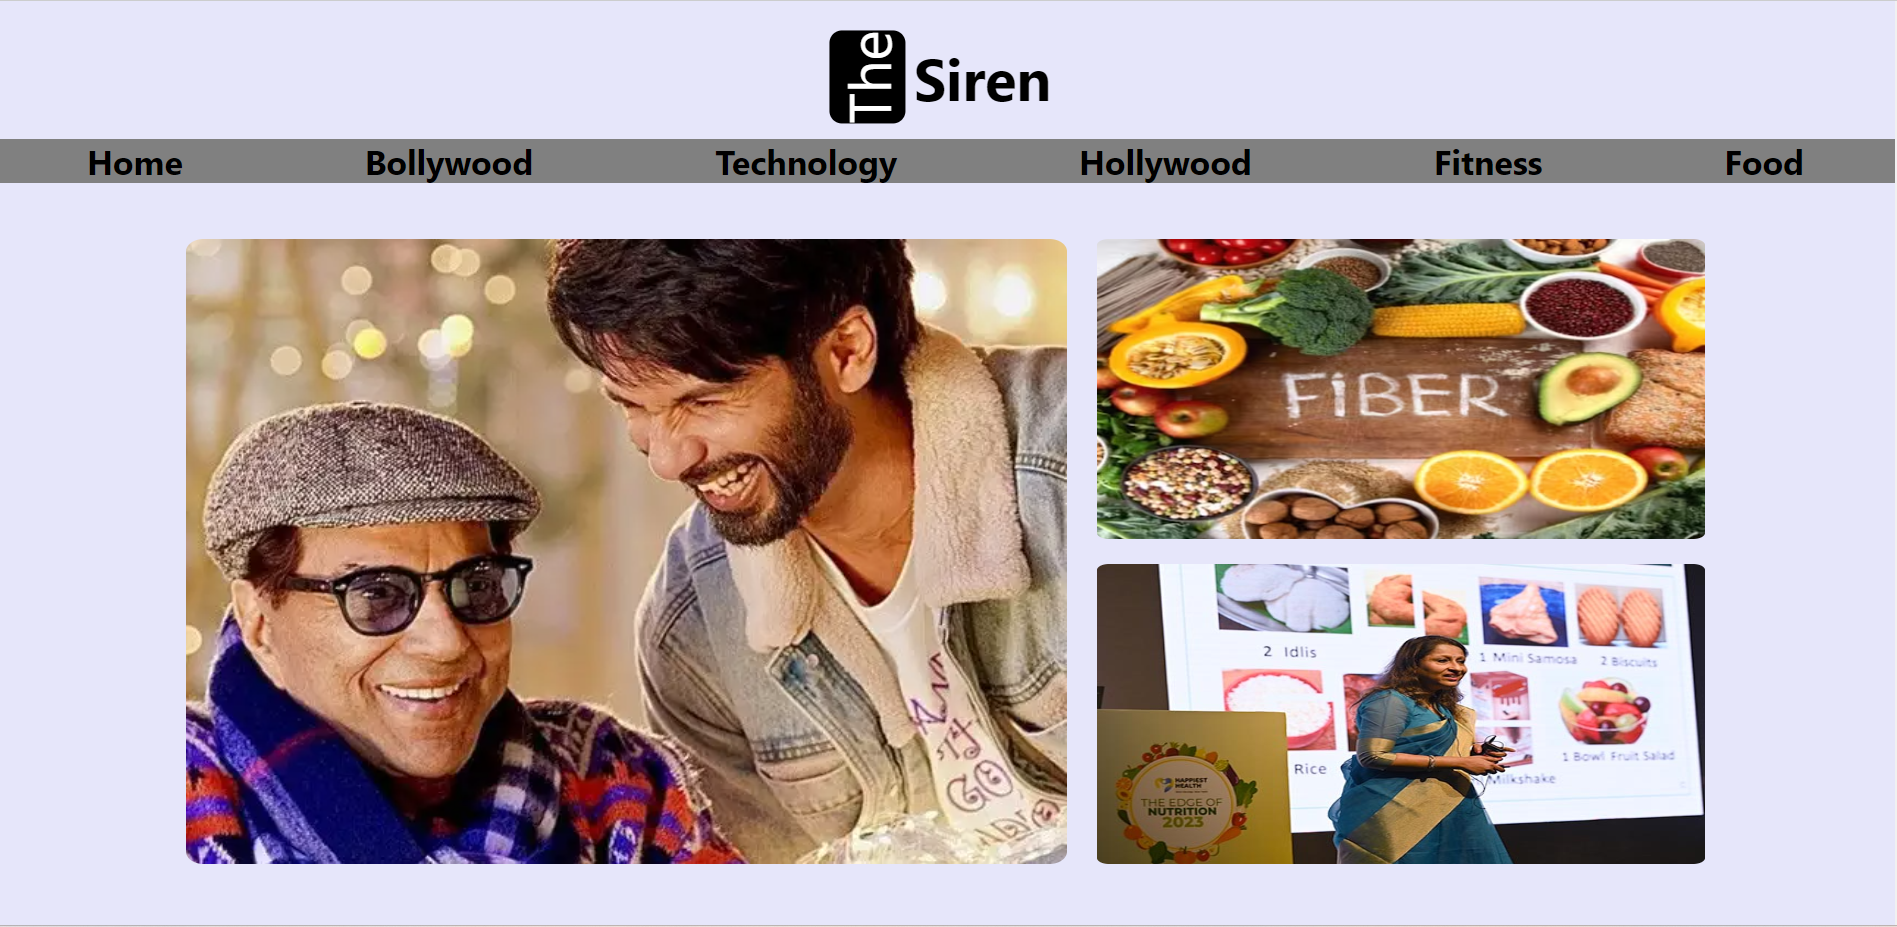 The
Siren
Home Bollywood Technology Hollywood Fitness Food
FiBER
2 Idlis
1 Mini Samosa
2 Biscuits
Rice
Milkshake
1 Bowl Fruit Salad
HAPPIEST
HEALTH
THE EDGE OF
NUTRITION
2023